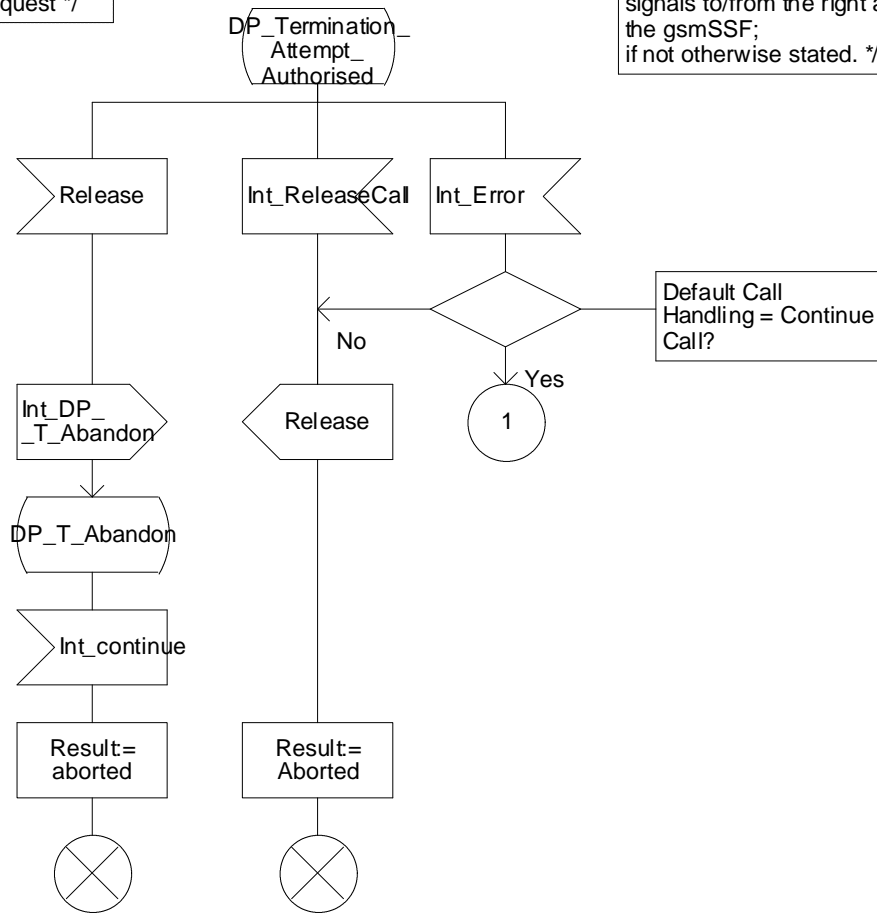 quest */
signals to/from the right a
the gsmSSF;
if not otherwise stated. */
DP_Termination_
Attempt_
Authorised
Release
Int_ReleaseCall
Int_Error
Default Call
Handling = Continue
Call?
No
Yes
Int_DP_
_T_Abandon
Release
1
DP_T_Abandon
Int_continue
Result:=
aborted
Result:=
Aborted